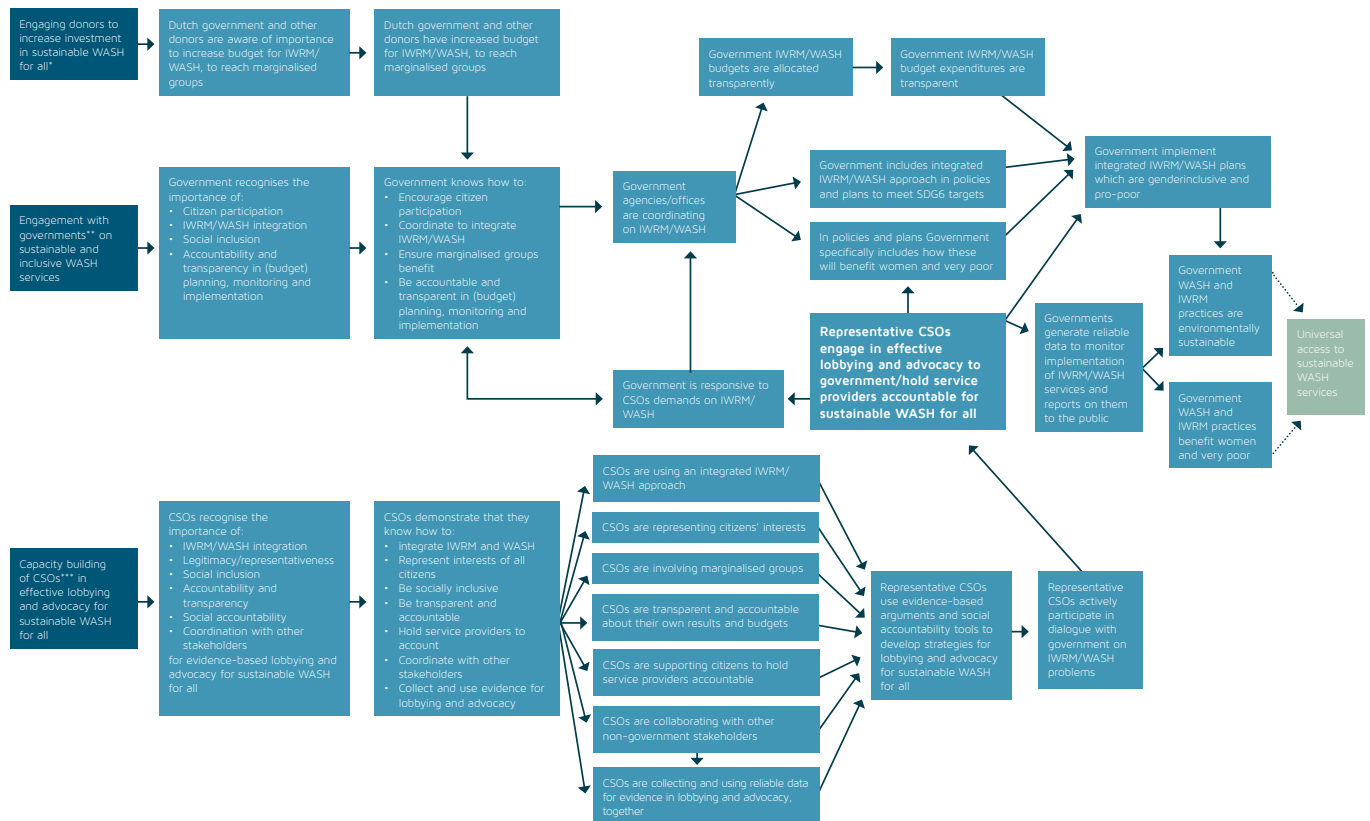 Engaging donors to
increase investment
in sustainable WASH
for all*
Dutch government and other
donors are aware of importance
to increase budget for IWRM/
WASH, to reach marginalised
groups
Dutch government and other
donors have increased budget
for IWRM/WASH, to reach
marginalised groups
Government IWRM/WASH
budgets are allocated
transparently
Government IWRM/WASH
budget expenditures are
transparent
Engagement with
governments** on
sustainable and
inclusive WASH
services
Government recognises the
importance of:
• Citizen participation
• IWRM/WASH integration
• Social inclusion
• Accountability and
transparency in (budget)
planning, monitoring and
implementation
Government knows how to:
• Encourage citizen
participation
• Coordinate to integrate
IWRM/WASH
• Ensure marginalised groups
benefit
• Be accountable and
transparent in (budget)
planning, monitoring and
implementation
Government
agencies/offices
are coordinating
on IWRM/WASH
Government includes integrated
IWRM/WASH approach in policies
and plans to meet SDG6 targets
In policies and plans Government
specifically includes how these
will benefit women and very poor
Government implement
integrated IWRM/WASH plans
which are genderinclusive and
pro-poor
Government is responsive to
CSOs demands on IWRM/
WASH
Representative CSOs
engage in effective
lobbying and advocacy to
government/hold service
providers accountable for
sustainable WASH for all
Governments
generate reliable
data to monitor
implementation
of IWRM/WASH
services and
reports on them
to the public
Government
WASH and
IWRM
practices are
environmentally
sustainable
Government
WASH and
IWRM practices
benefit women
and very poor
Universal
access to
sustainable
WASH
services
Capacity building
of CSOs*** in
effective lobbying
and advocacy for
sustainable WASH
for all
CSOs recognise the
importance of:
• IWRM/WASH integration
• Legitimacy/representativeness
• Social inclusion
• Accountability and
transparency
• Social accountability
• Coordination with other
stakeholders
for evidence-based lobbying and
advocacy for sustainable WASH
for all
CSOs demonstrate that they
know how to:
• integrate IWRM and WASH
• Represent interests of all
citizens
• Be socially inclusive
• Be transparent and
accountable
• Hold service providers to
account
• Coordinate with other
stakeholders
• Collect and use evidence for
lobbying and advocacy
CSOs are using an integrated IWRM/
WASH approach
CSOs are representing citizens' interests
CSOs are involving marginalised groups
CSOs are transparent and accountable
about their own results and budgets
CSOs are supporting citizens to hold
service providers accountable
CSOs are collaborating with other
non-government stakeholders
CSOs are collecting and using reliable data
for evidence in lobbying and advocacy,
together
Representative CSOs
use evidence-based
arguments and social
accountability tools to
develop strategies for
lobbying and advocacy
for sustainable WASH
for all
Representative
CSOs actively
participate in
dialogue with
government on
IWRM/WASH
problems